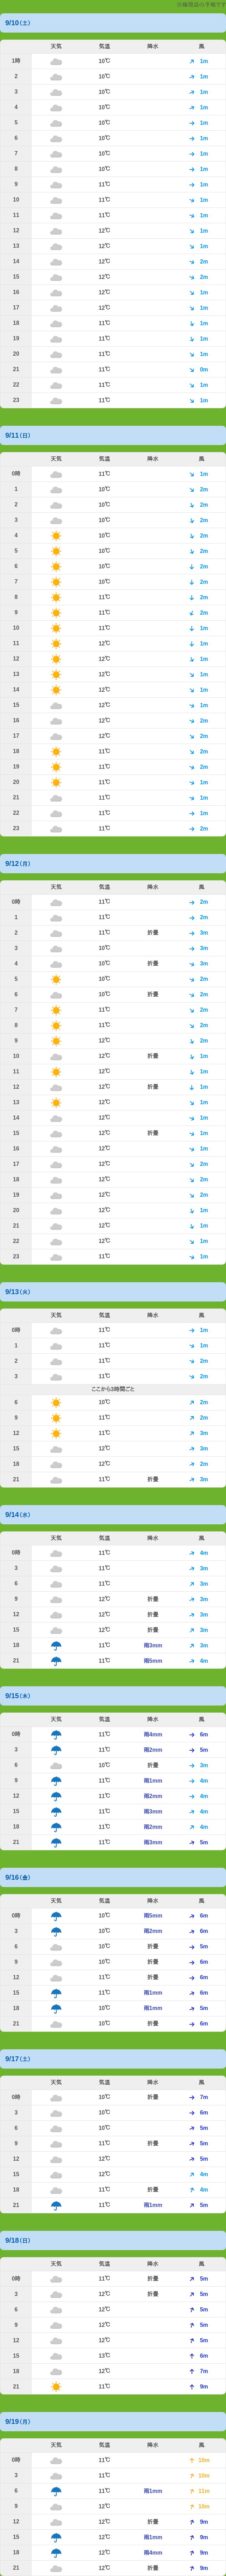 ※権現岳の予報です
9/10(土)
天気 気温 降水 風
1時 10℃ 1m
2 10℃ 1m
3 10℃ 1m
4 10℃ 1m
5 10℃ 1m
6 10℃ 1m
7 10℃ 1m
8 10℃ 1m
9 11℃ 1m
10 11℃ 1m
11 11℃ 1m
12 12℃ 1m
13 12℃ 1m
14 12℃ 2m
15 12℃ 2m
16 12℃ 1m
17 12℃ 1m
18 11℃ 1m
19 11℃ 1m
20 11℃ 1m
21 11℃ 0m
22 11℃ 1m
23 11℃ 1m
9/11(日)
天気 気温 降水 風
0時 11℃ 1m
1 10℃ 2m
2 10℃ 2m
3 10℃ 2m
4 10℃ 2m
5 10℃ 2m
6 10℃ 2m
7 10℃ 2m
8 11℃ 2m
9 11℃ 2m
10 11℃ 1m
11 11℃ 1m
12 12℃ 1m
13 12℃ 1m
14 12℃ 1m
15 12℃ 1m
16 12℃ 2m
17 12℃ 2m
18 11℃ 2m
19 11℃ 2m
20 11℃ 1m
21 11℃ 1m
22 11℃ 1m
23 11℃ 2m
9/12(月)
天気 気温 降水 風
0時 11℃ 2m
1 11℃ 2m
2 11℃ 折畳 3m
3 10℃ 3m
4 10℃ 折畳 3m
5 10℃ 2m
6 10℃ 折畳 2m
7 11℃ 2m
8 11℃ 2m
9 12℃ 2m
10 12℃ 折畳 1m
11 12℃ 1m
12 12℃ 折畳 1m
13 12℃ 1m
14 12℃ 1m
15 12℃ 折畳 1m
16 12℃ 1m
17 12℃ 2m
18 12℃ 2m
19 12℃ 2m
20 12℃ 1m
21 12℃ 1m
22 12℃ 1m
23 11℃ 1m
9/13(火)
天気 気温 降水 風
0時 11℃ 1m
1 11℃ 1m
2 11℃ 2m
3 11℃ 2m
ここから3時間ごと
6 10℃ 2m
9 11℃ 2m
12 11℃ 3m
15 12℃ 3m
18 12℃ 2m
21 11℃ 折畳 3m
9/14(水)
天気 気温 降水 風
0時 11℃ 4m
3 11℃ 3m
6 11℃ 3m
9 12℃ 折畳 3m
12 12℃ 折畳 3m
15 12℃ 折畳 3m
18 11℃ 雨3mm 3m
21 11℃ 雨5mm 4m
9/15(木)
天気 気温 降水 風
0時 11℃ 雨4mm 6m
3 11℃ 雨2mm 5m
6 10℃ 折畳 3m
9 11℃ 雨1mm 4m
12 11℃ 雨2mm 4m
15 11℃ 雨3mm 4m
18 11℃ 雨2mm 4m
21 11℃ 雨3mm 5m
9/16(金)
天気 気温 降水 風
0時 10℃ 雨5mm 6m
3 10℃ 雨2mm 6m
6 10℃ 折畳 5m
9 10℃ 折畳 6m
12 11℃ 折畳 6m
15 11℃ 雨1mm 6m
18 10℃ 雨1mm 5m
21 10℃ 折畳 6m
9/17(土)
天気 気温 降水 風
0時 10℃ 折畳 7m
3 10℃ 6m
6 10℃ 5m
9 11℃ 折畳 5m
12 12℃ 5m
15 12℃ 4m
18 11℃ 折畳 4m
21 11℃ 雨1mm 5m
9/18(日)
天気 気温 降水 風
0時 11℃ 折畳 5m
3 12℃ 折畳 5m
6 12℃ 5m
9 12℃ 5m
12 12℃ 5m
15 13℃ 6m
18 12℃ 7m
21 11℃ 9m
9/19(月)
天気 気温 降水 風
0時 11℃ 10m
3 11℃ 10m
6 11℃ 雨1mm 11m
9 12℃ 10m
12 12℃ 折畳 9m
15 12℃ 雨1mm 9m
18 12℃ 雨4mm 9m
21 11℃ 折畳 9m